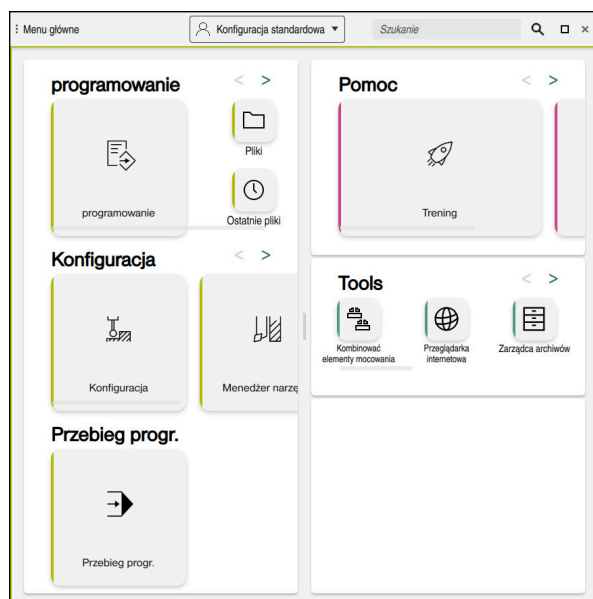 Menu główne
Konfiguracja standardowa
Szukanie
programowanie
programowanie
Pliki
Ostatnie pliki
Konfiguracja
Konfiguracja
Menedżer narzę
Przebieg progr.
Przebieg progr.
Pomoc
Trening
Tools
Kombinować
elementy mocowania
Przeglądarka
internetowa
Zarządca archiwów